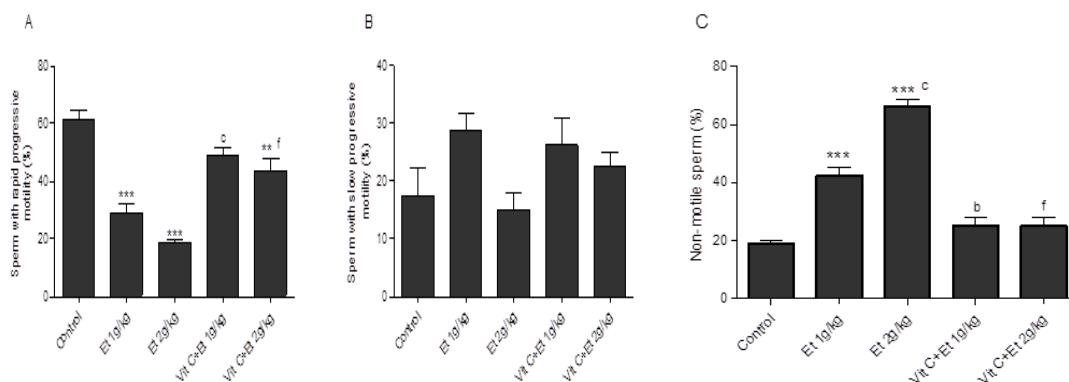 A
Sperm with rapid progressive
motility (%)
80
60
40
20
0
***
***
c
** f
Control
Et 1g/kg
Et 2g/kg
Vit C+Et 1g/kg
Vit C+Et 2g/kg
B
Sperm with slow progressive
motility (%)
40
30
20
10
0
Control
Et 1g/kg
Et 2g/kg
Vit C+Et 1g/kg
Vit C+Et 2g/kg
C
Non-motile sperm (%)
80
60
40
20
0
***
*** c
b
f
Control
Et 1g/kg
Et 2g/kg
Vit C+Et 1g/kg
Vit C+Et 2g/kg